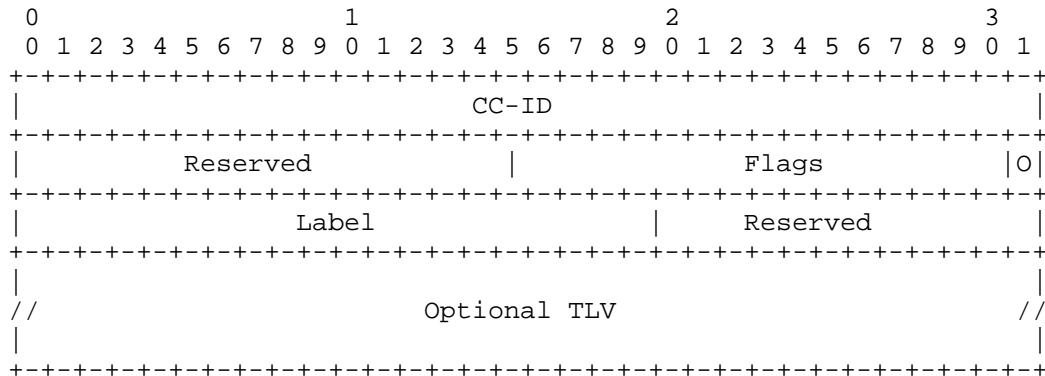 0                   1                   2                   3
 0 1 2 3 4 5 6 7 8 9 0 1 2 3 4 5 6 7 8 9 0 1 2 3 4 5 6 7 8 9 0 1
+-+-+-+-+-+-+-+-+-+-+-+-+-+-+-+-+-+-+-+-+-+-+-+-+-+-+-+-+-+-+-+-+
|                            CC-ID                              |
+-+-+-+-+-+-+-+-+-+-+-+-+-+-+-+-+-+-+-+-+-+-+-+-+-+-+-+-+-+-+-+-+
|          Reserved             |              Flags          |O|
+-+-+-+-+-+-+-+-+-+-+-+-+-+-+-+-+-+-+-+-+-+-+-+-+-+-+-+-+-+-+-+-+
|                 Label                 |     Reserved          |
+-+-+-+-+-+-+-+-+-+-+-+-+-+-+-+-+-+-+-+-+-+-+-+-+-+-+-+-+-+-+-+-+
|                                                               |
//                        Optional TLV                         //
|                                                               |
+-+-+-+-+-+-+-+-+-+-+-+-+-+-+-+-+-+-+-+-+-+-+-+-+-+-+-+-+-+-+-+-+